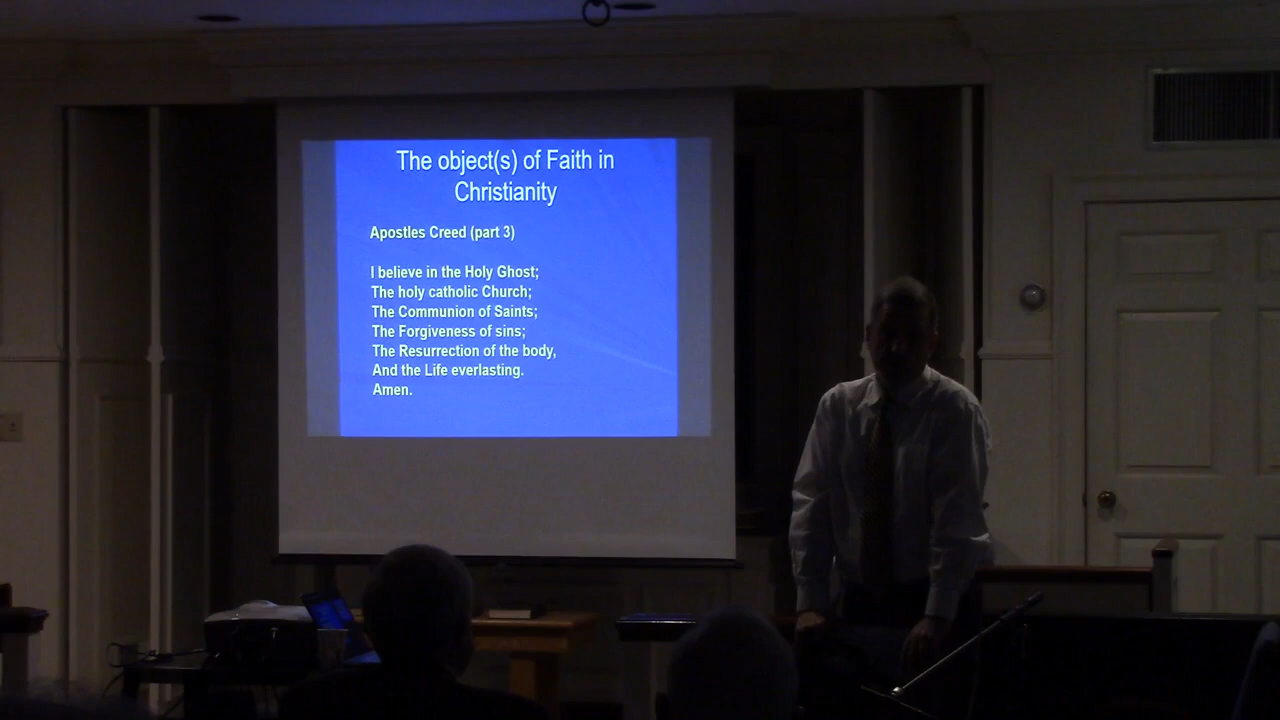 The object(s) of Faith in
Christianity
Apostles Creed (part 3)
I believe in the Holy Ghost;
The holy catholic Church;
The Communion of Saints;
The Forgiveness of sins;
The Resurrection of the body,
And the Life everlasting.
Amen.